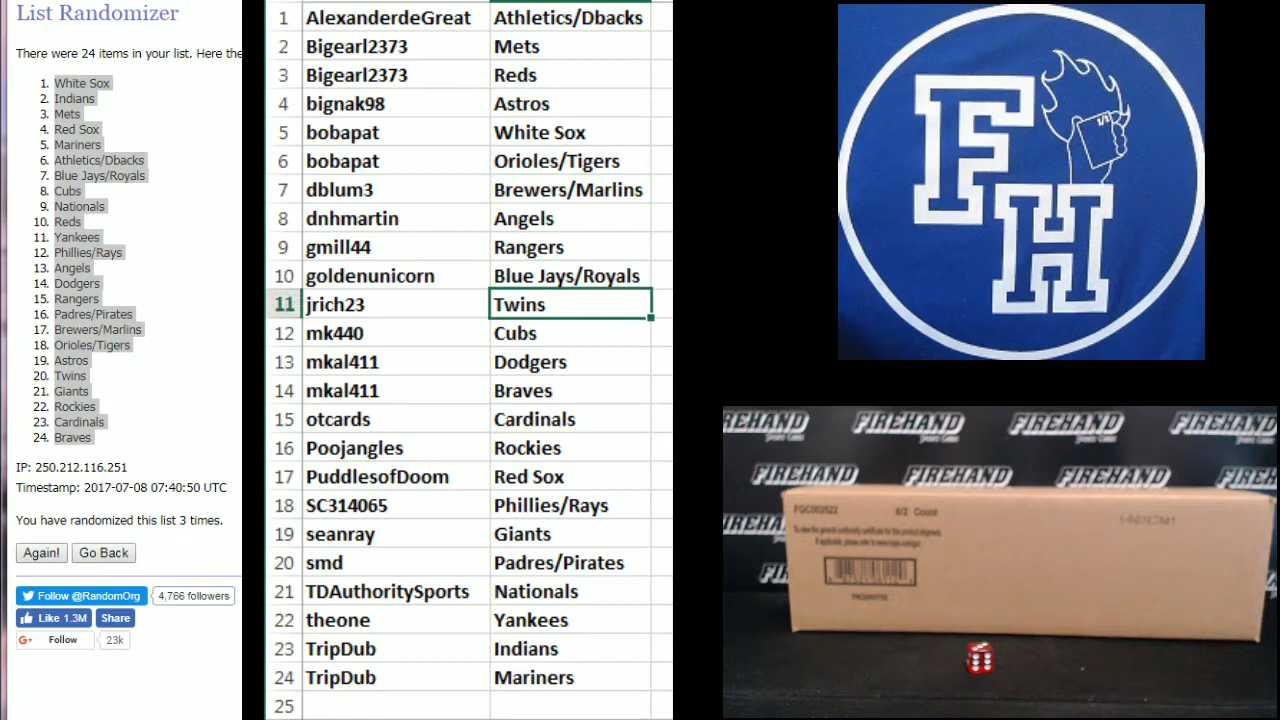 List Randomizer
There were 24 items in your list. Here the
1. White Sox
2. Indians
3. Mets
4. Red Sox
5. Mariners
6. Athletics/Dbacks
7. Blue Jays/Royals
8. Cubs
9. Nationals
10. Reds
11. Yankees
12. Phillies/Rays
13. Angels
14. Dodgers
15. Rangers
16. Padres/Pirates
17. Brewers/Marlins
18. Orioles/Tigers
19. Astros
20. Twins
21. Giants
22. Rockies
23. Cardinals
24. Braves
IP: 250.212.116.251
Timestamp: 2017-07-08 07:40:50 UTC
You have randomized this list 3 times.
Again! Go Back
Follow @RandomOrg 4,766 followers
Like 1.3M Share
G+ Follow 23k
1 AlexanderdeGreat Athletics/Dbacks
2 Bigearl2373 Mets
3 Bigearl2373 Reds
4 bignak98 Astros
5 bobapat White Sox
6 bobapat Orioles/Tigers
7 dblum3 Brewers/Marlins
8 dnhmartin Angels
9 gmill44 Rangers
10 goldenunicorn Blue Jays/Royals
11 jrich23 Twins
12 mk440 Cubs
13 mkal411 Dodgers
14 mkal411 Braves
15 otcards Cardinals
16 Poojangles Rockies
17 PuddlesofDoom Red Sox
18 SC314065 Phillies/Rays
19 seanray Giants
20 smd Padres/Pirates
21 TDAuthoritySports Nationals
22 theone Yankees
23 TripDub Indians
24 TripDub Mariners
25
FH
1/1
FIREHAND FIREHAND FIREHAND FIREHAND
FIREHAND FIREHAND FIREHAND FIREHAND
FGC002522 8/2 Count